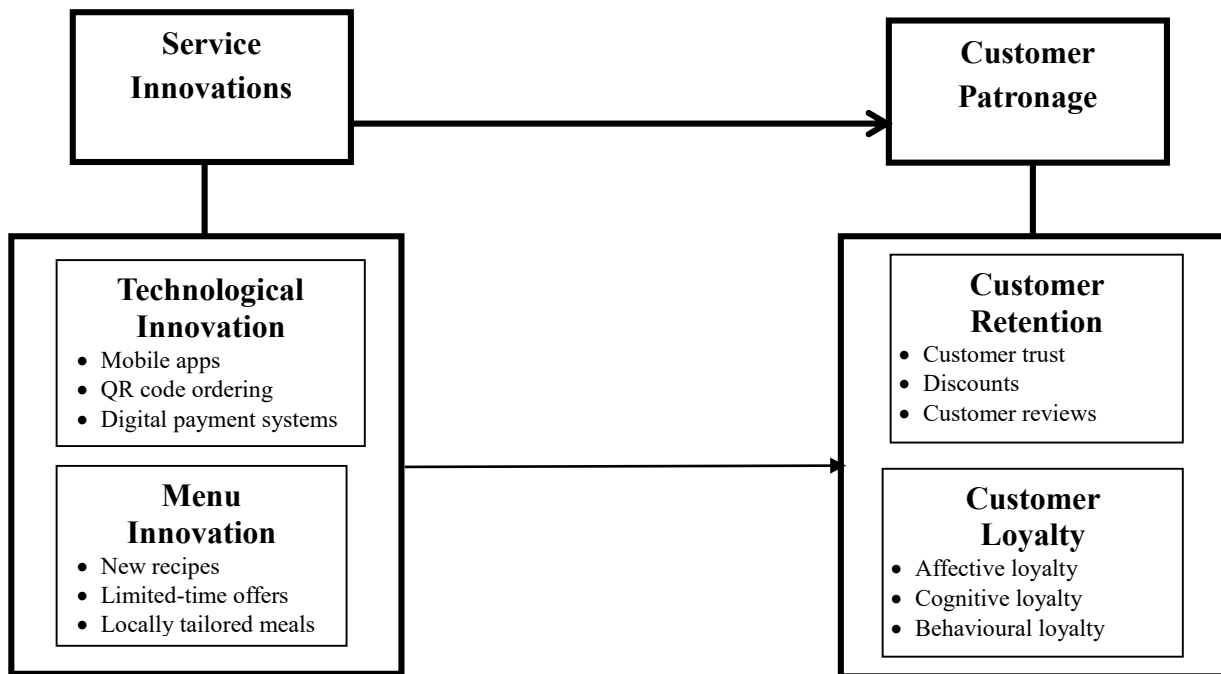 Service
Innovations
Customer
Patronage
Technological
Innovation
• Mobile apps
• QR code ordering
• Digital payment systems
Menu
Innovation
• New recipes
• Limited-time offers
• Locally tailored meals
Customer
Retention
• Customer trust
• Discounts
• Customer reviews
Customer
Loyalty
• Affective loyalty
• Cognitive loyalty
• Behavioural loyalty